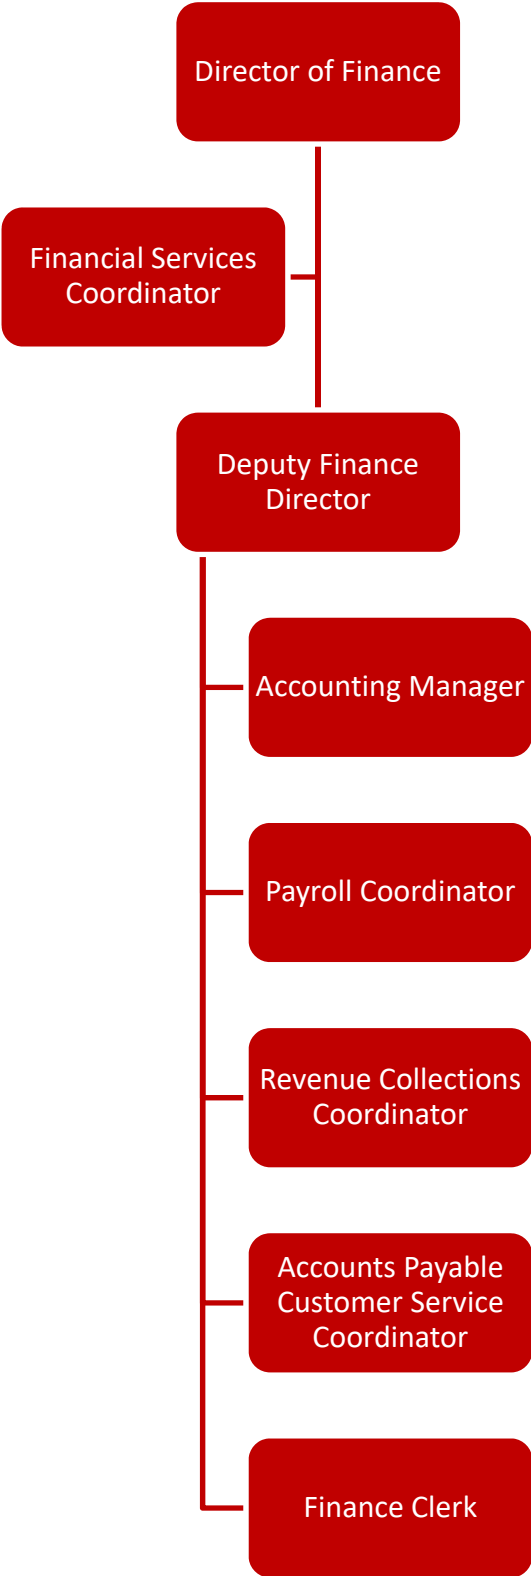 Director of Finance
Financial Services
Coordinator
Deputy Finance
Director
Accounting Manager
Payroll Coordinator
Revenue Collections
Coordinator
Accounts Payable
Customer Service
Coordinator
Finance Clerk